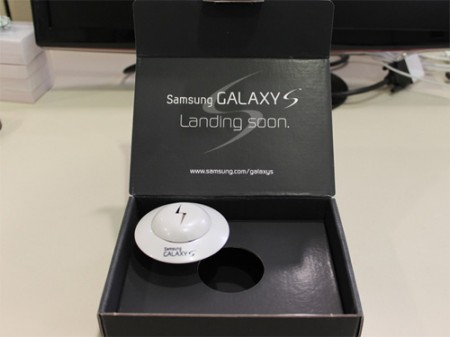 Samsung GALAXY S
Landing soon.
www.samsung.com/galaxys
Samsung
GALAXY S